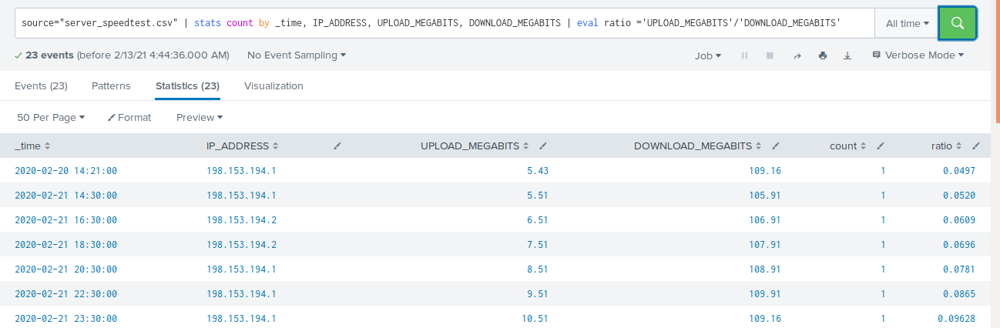 source="server_speedtest.csv" | stats count by _time, IP_ADDRESS, UPLOAD_MEGABITS, DOWNLOAD_MEGABITS | eval ratio ='UPLOAD_MEGABITS'/'DOWNLOAD_MEGABITS' All time
23 events (before 2/13/21 4:44:36.000 AM) No Event Sampling Job Verbose Mode
Events (23) Patterns Statistics (23) Visualization
50 Per Page Format Preview
_time IP_ADDRESS UPLOAD_MEGABITS DOWNLOAD_MEGABITS count ratio
2020-02-20 14:21:00 198.153.194.1 5.43 109.16 1 0.0497
2020-02-21 14:30:00 198.153.194.1 5.51 105.91 1 0.0520
2020-02-21 16:30:00 198.153.194.2 6.51 106.91 1 0.0609
2020-02-21 18:30:00 198.153.194.2 7.51 107.91 1 0.0696
2020-02-21 20:30:00 198.153.194.1 8.51 108.91 1 0.0781
2020-02-21 22:30:00 198.153.194.1 9.51 109.91 1 0.0865
2020-02-21 23:30:00 198.153.194.1 10.51 109.16 1 0.09628